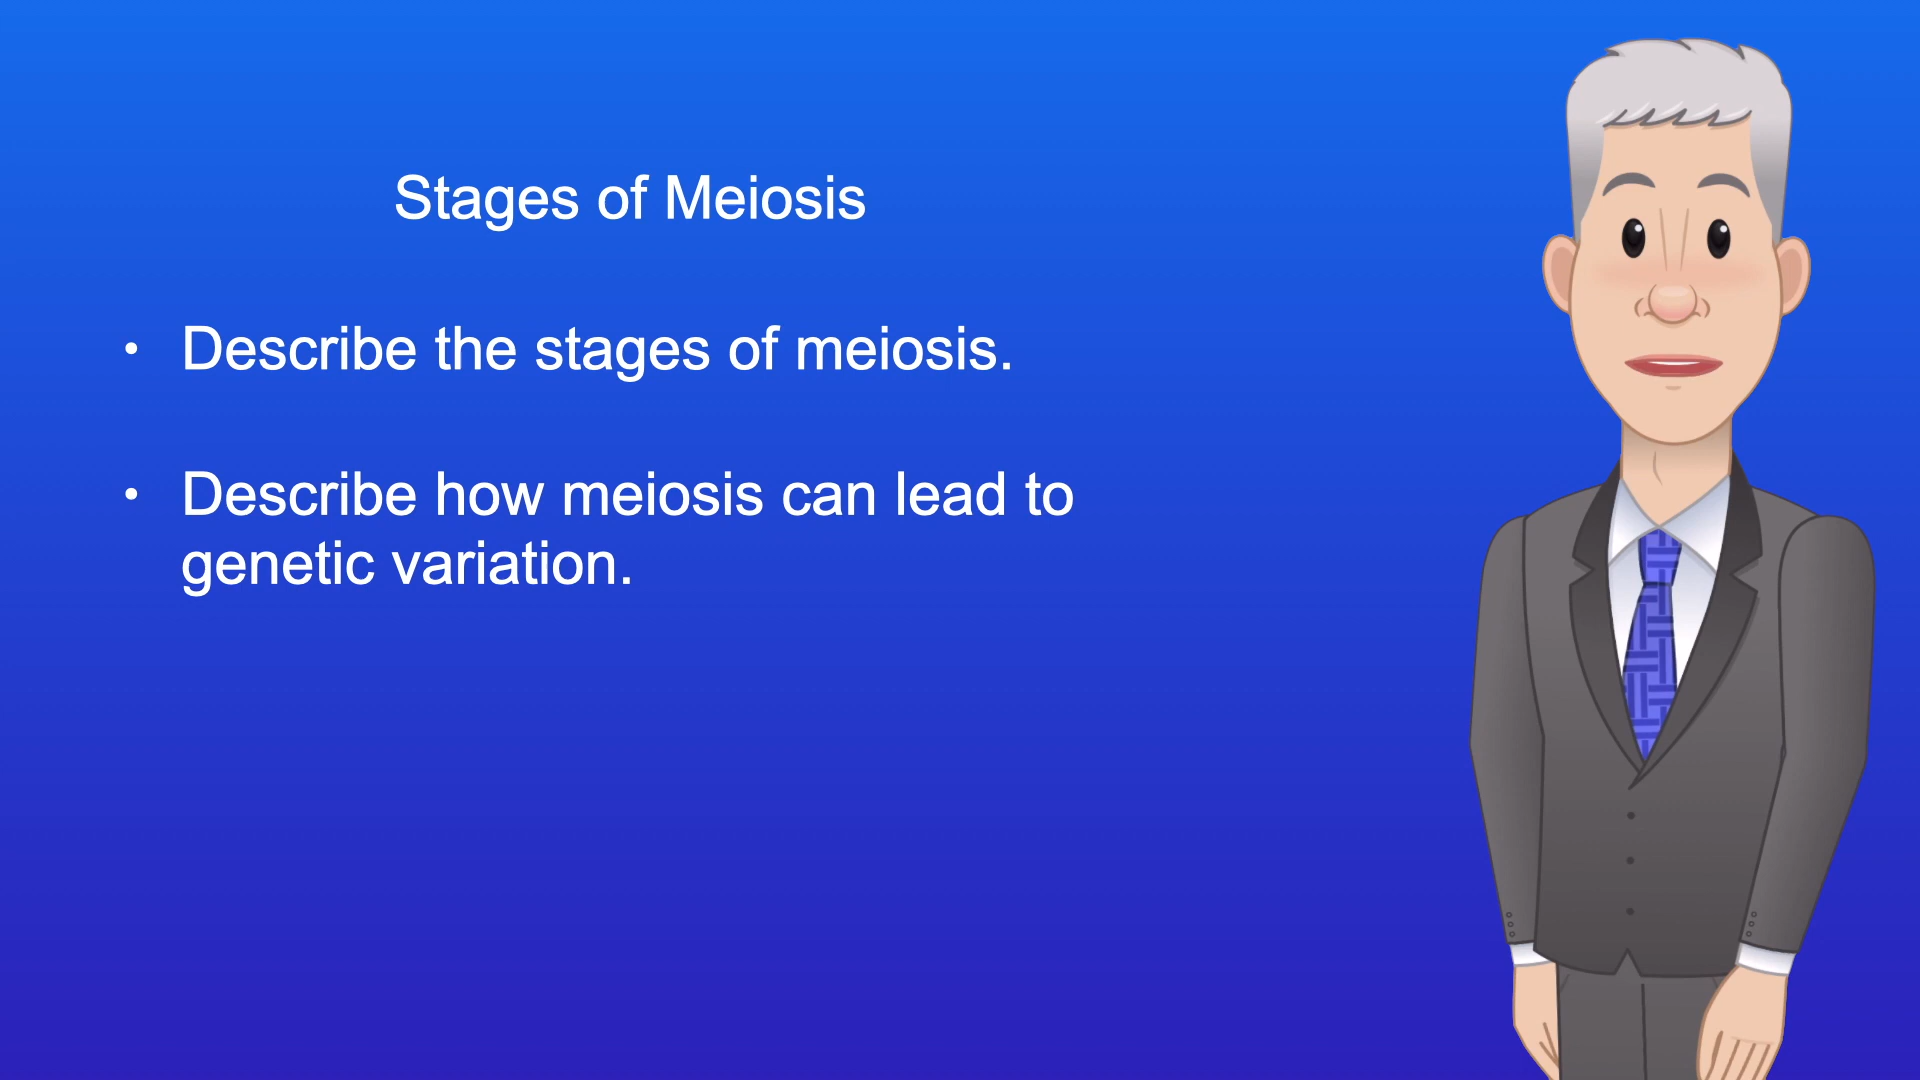 Stages of Meiosis
• Describe the stages of meiosis.
• Describe how meiosis can lead to
genetic variation.